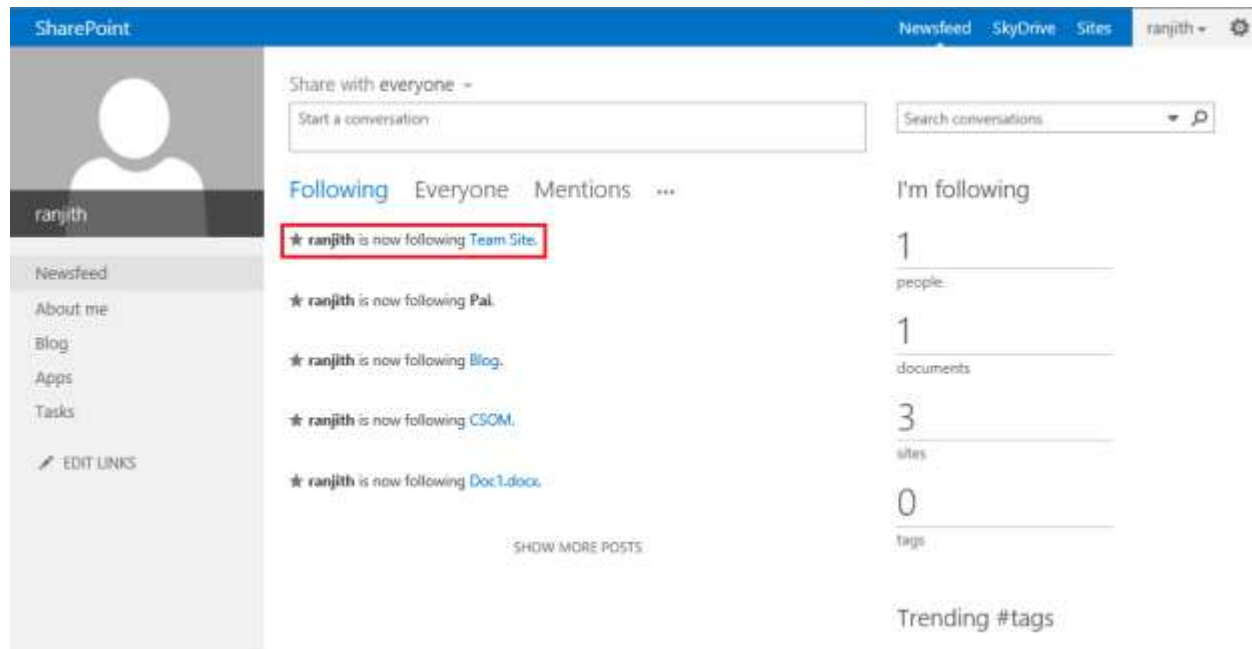 SharePoint
Newsfeed SkyDrive Sites ranjith
ranjith
Newsfeed
About me
Blog
Apps
Tasks
EDIT LINKS
Share with everyone
Start a conversation
Following Everyone Mentions ...
ranjith is now following Team Site.
ranjith is now following Pai.
ranjith is now following Blog.
ranjith is now following CSOM.
ranjith is now following Doc1.docx.
SHOW MORE POSTS
Search conversations
I'm following
1
people
1
documents
3
sites
0
tags
Trending #tags